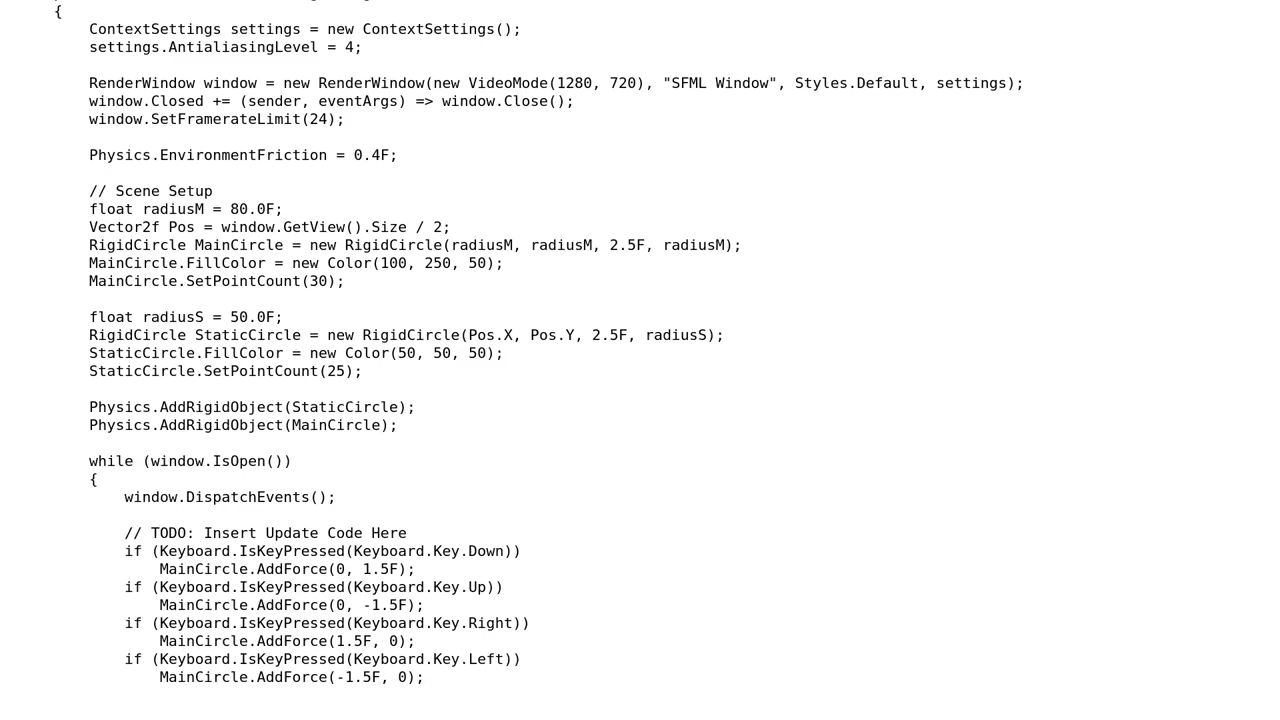 {
ContextSettings settings = new ContextSettings();
settings.AntialiasingLevel = 4;
RenderWindow window = new RenderWindow(new VideoMode(1280, 720), "SFML Window", Styles.Default, settings);
window.Closed += (sender, eventArgs) => window.Close();
window.SetFramerateLimit(24);
Physics.EnvironmentFriction = 0.4F;
// Scene Setup
float radiusM = 80.0F;
Vector2f Pos = window.GetView().Size / 2;
RigidCircle MainCircle = new RigidCircle(radiusM, radiusM, 2.5F, radiusM);
MainCircle.FillColor = new Color(100, 250, 50);
MainCircle.SetPointCount(30);
float radiusS = 50.0F;
RigidCircle StaticCircle = new RigidCircle(Pos.X, Pos.Y, 2.5F, radiusS);
StaticCircle.FillColor = new Color(50, 50, 50);
StaticCircle.SetPointCount(25);
Physics.AddRigidObject(StaticCircle);
Physics.AddRigidObject(MainCircle);
while (window.IsOpen())
{
window.DispatchEvents();
// TODO: Insert Update Code Here
if (Keyboard.IsKeyPressed(Keyboard.Key.Down))
MainCircle.AddForce(0, 1.5F);
if (Keyboard.IsKeyPressed(Keyboard.Key.Up))
MainCircle.AddForce(0, -1.5F);
if (Keyboard.IsKeyPressed(Keyboard.Key.Right))
MainCircle.AddForce(1.5F, 0);
if (Keyboard.IsKeyPressed(Keyboard.Key.Left))
MainCircle.AddForce(-1.5F, 0);